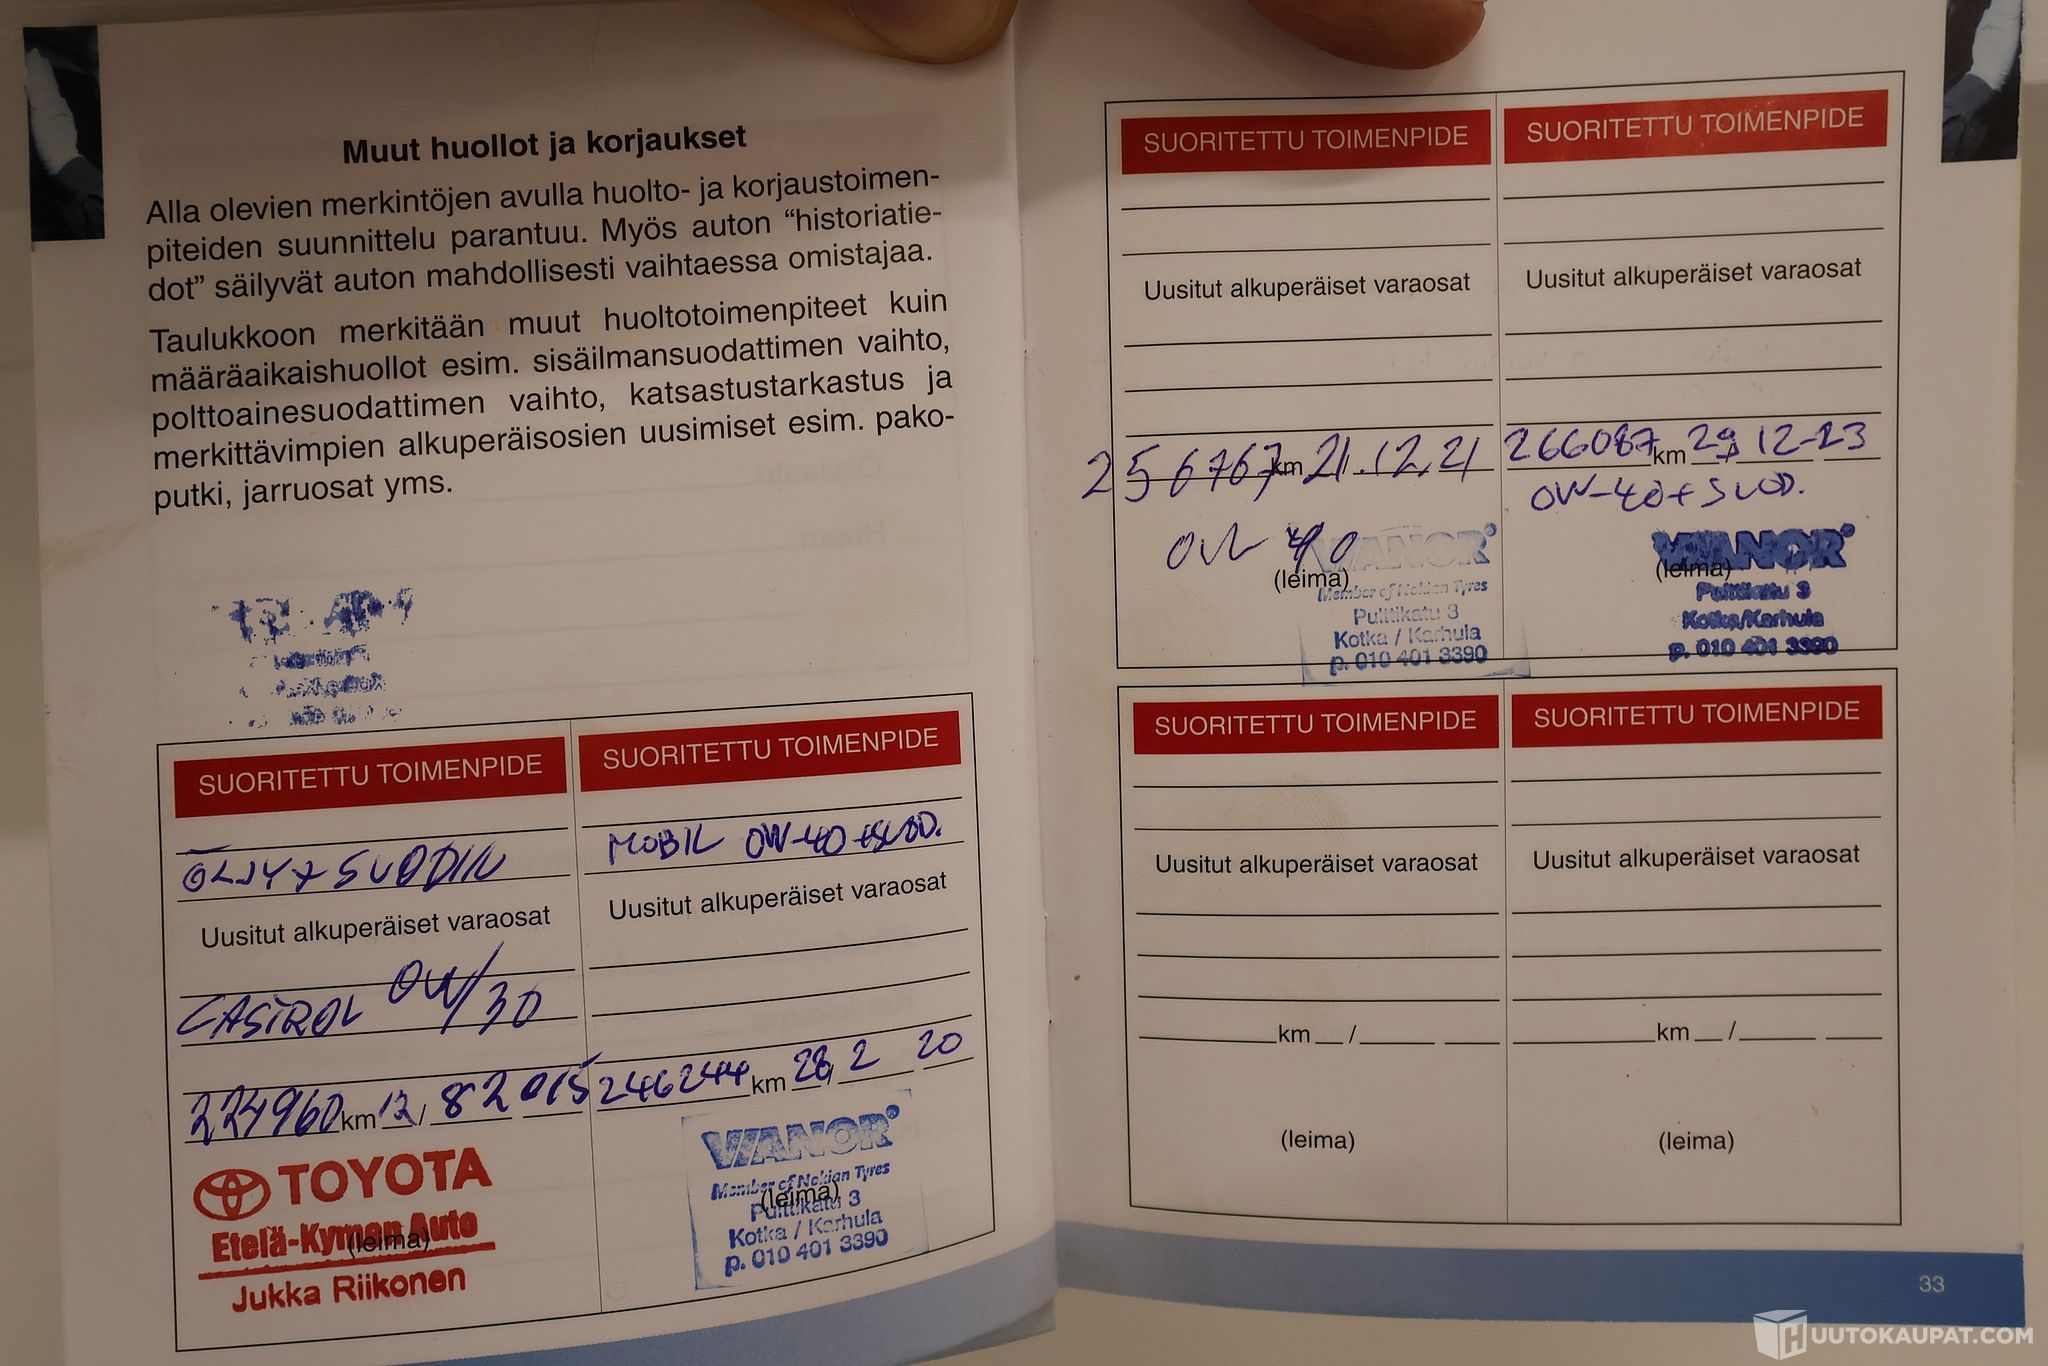 Muut huollot ja korjaukset
Alla olevien merkintöjen avulla huolto- ja korjaustoimen-
piteiden suunnittelu parantuu. Myös auton “historiatie-
dot” säilyvät auton mahdollisesti vaihtaessa omistajaa.
Taulukkoon merkitään muut huoltotoimenpiteet kuin
määräaikaishuollot esim. sisäilmansuodattimen vaihto,
polttoainesuodattimen vaihto, katsastustarkastus ja
merkittävimpien alkuperäisosien uusimiset esim. pako-
putki, jarruosat yms.
SUORITETTU TOIMENPIDE
ÖLJY + SUODIN
Uusitut alkuperäiset varaosat
CASTROL 0W/30
224960 km 12/8 2015
TOYOTA
Etelä-Kymen Auto
(leima)
Jukka Riikonen
SUORITETTU TOIMENPIDE
MOBIL 0W-40 +SUOD.
Uusitut alkuperäiset varaosat
246244 km 28/2 20
WANOR®
Member of Nokian Tyres
(leima)
Pulttikatu 3
Kotka / Karhula
p. 010 401 3390
SUORITETTU TOIMENPIDE
Uusitut alkuperäiset varaosat
256767 km 21.12.21
0W 40
WANOR®
(leima)
Member of Nokian Tyres
Pulttikatu 3
Kotka / Karhula
p. 010 401 3390
SUORITETTU TOIMENPIDE
Uusitut alkuperäiset varaosat
266087 km 29/12-23
0W-40+SUOD.
WANOR®
(leima)
Pulttikatu 3
Kotka/Karhula
p. 010 401 3390
SUORITETTU TOIMENPIDE
Uusitut alkuperäiset varaosat
km /
(leima)
SUORITETTU TOIMENPIDE
Uusitut alkuperäiset varaosat
km /
(leima)
33
HUUTOKAUPAT.COM